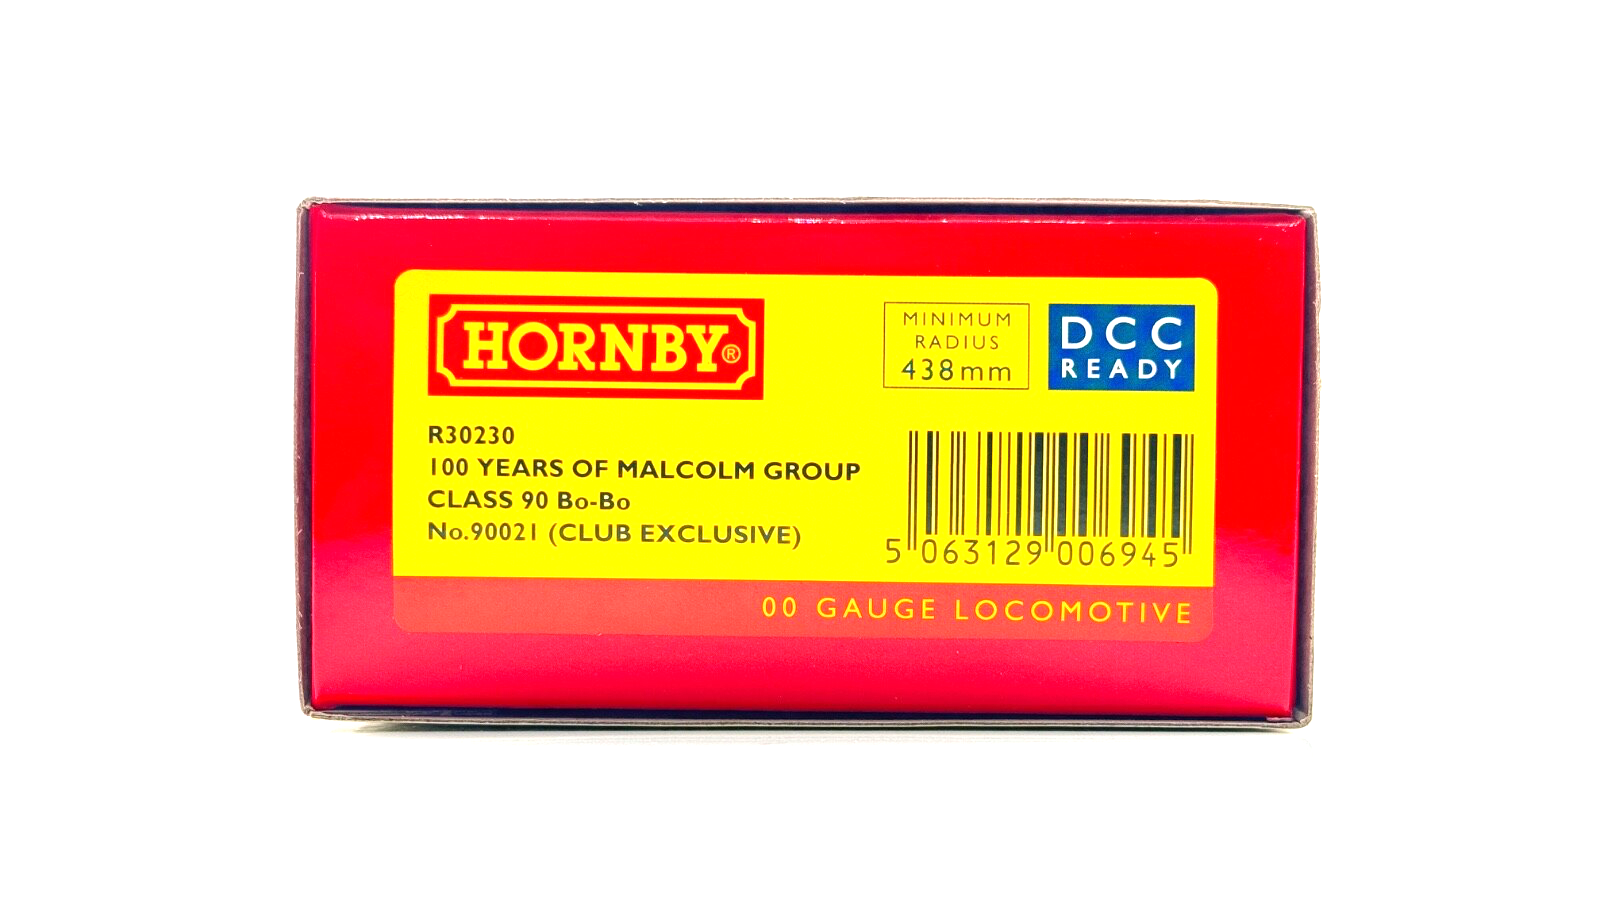 HORNBY®
MINIMUM
RADIUS
438mm
DCC
READY
R30230
100 YEARS OF MALCOLM GROUP
CLASS 90 Bo-Bo
No.90021 (CLUB EXCLUSIVE)
5 063129 006945
00 GAUGE LOCOMOTIVE